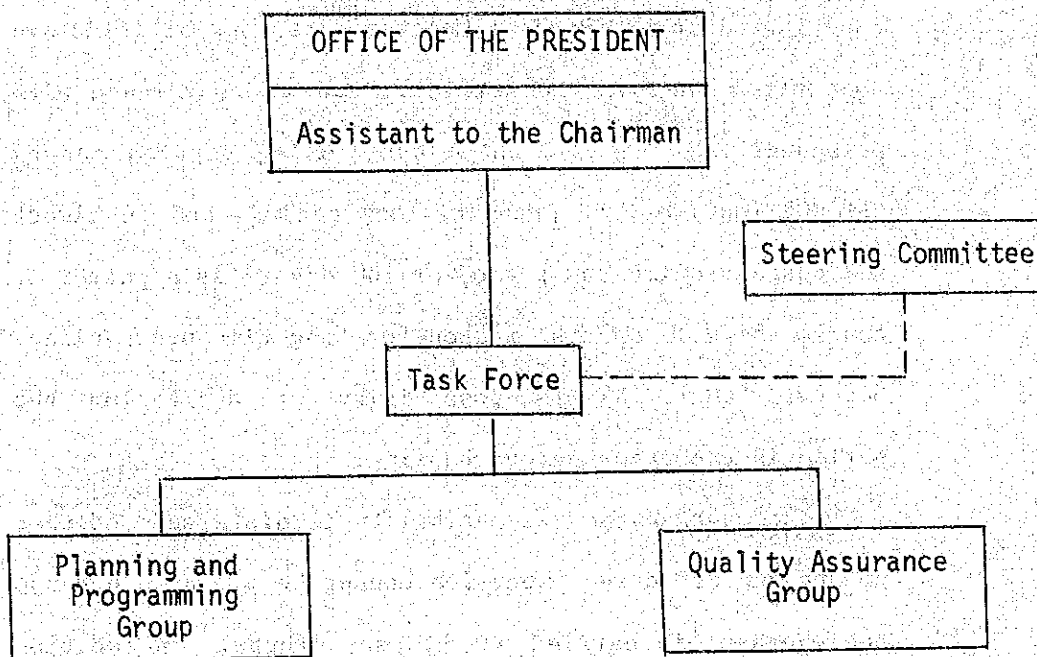 OFFICE OF THE PRESIDENT
Assistant to the Chairman
Steering Committee
Task Force
Planning and
Programming
Group
Quality Assurance
Group